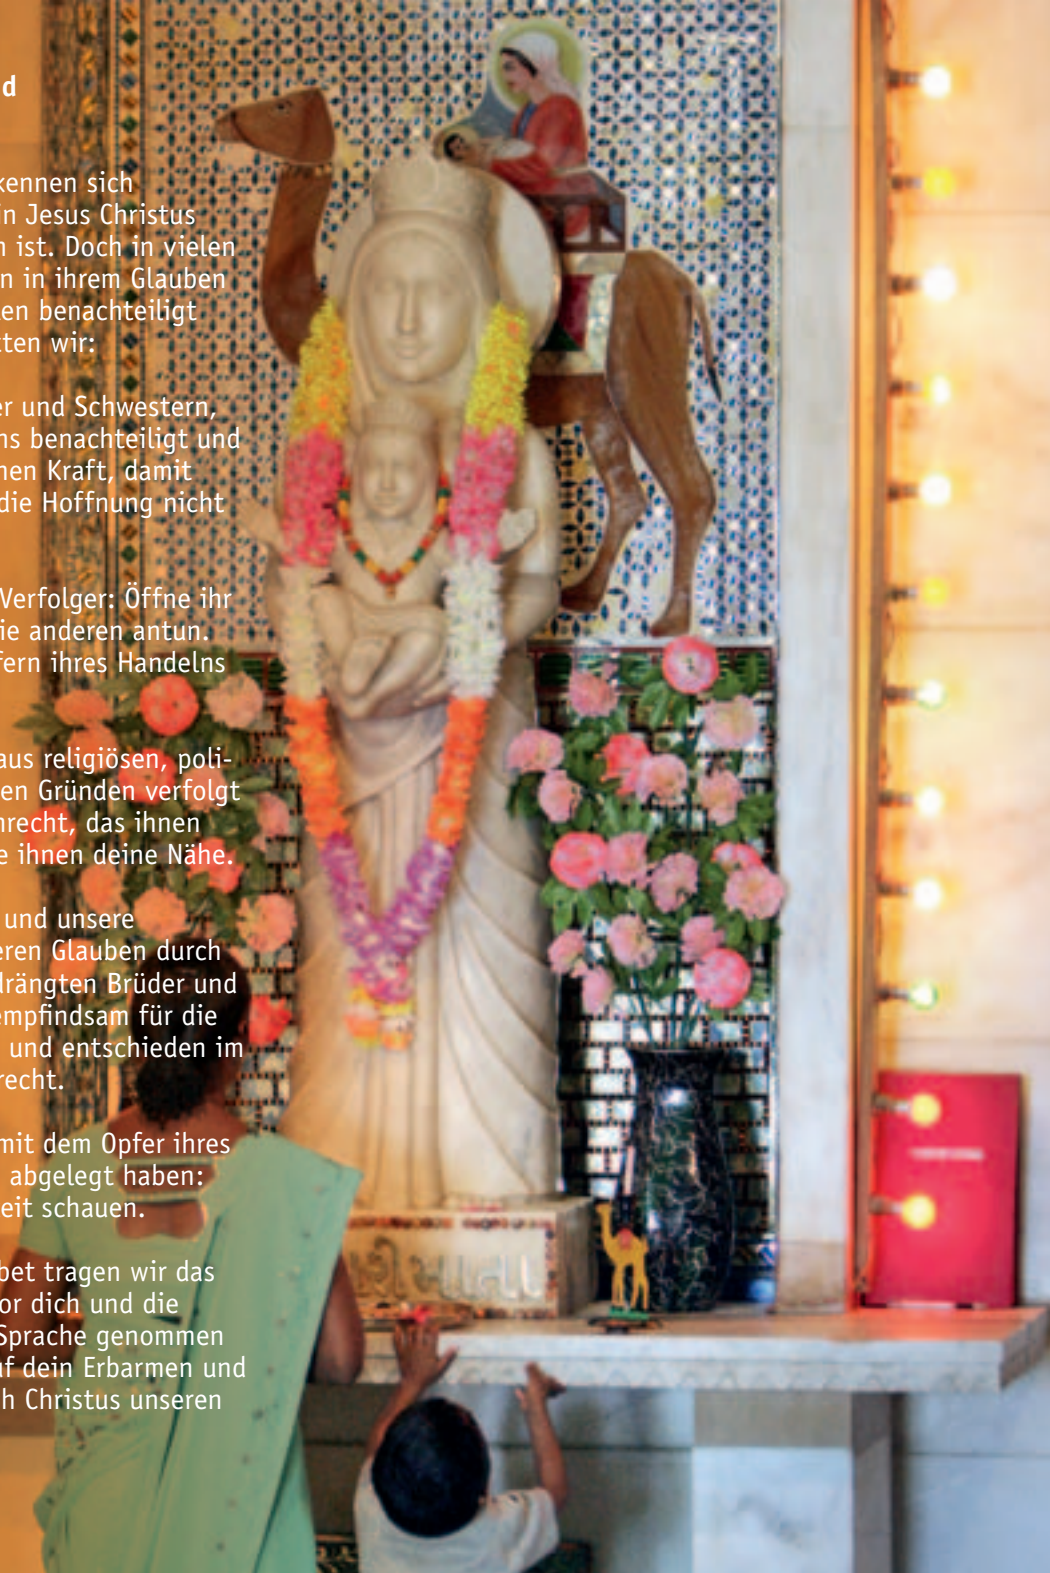 d
kennen sich
in Jesus Christus
n ist. Doch in vielen
n in ihrem Glauben
en benachteiligt
ten wir:
er und Schwestern,
ns benachteiligt und
hen Kraft, damit
die Hoffnung nicht
Verfolger: Öffne ihr
ie anderen antun.
fern ihres Handelns
aus religiösen, poli-
en Gründen verfolgt
nrecht, das ihnen
e ihnen deine Nähe.
und unsere
eren Glauben durch
drängten Brüder und
empfindsam für die
und entschieden im
recht.
mit dem Opfer ihres
abgelegt haben:
eit schauen.
bet tragen wir das
or dich und die
Sprache genommen
uf dein Erbarmen und
h Christus unseren